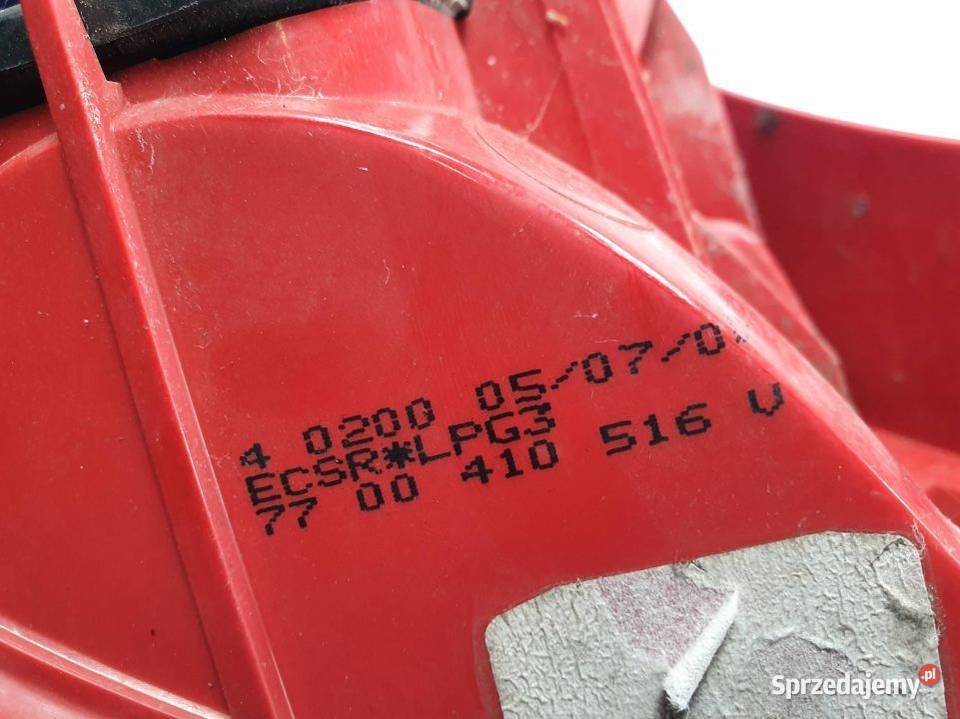 4 0200 05/07/0
ECSR*LPG3
77 00 410 516 V
Sprzedajemy.pl